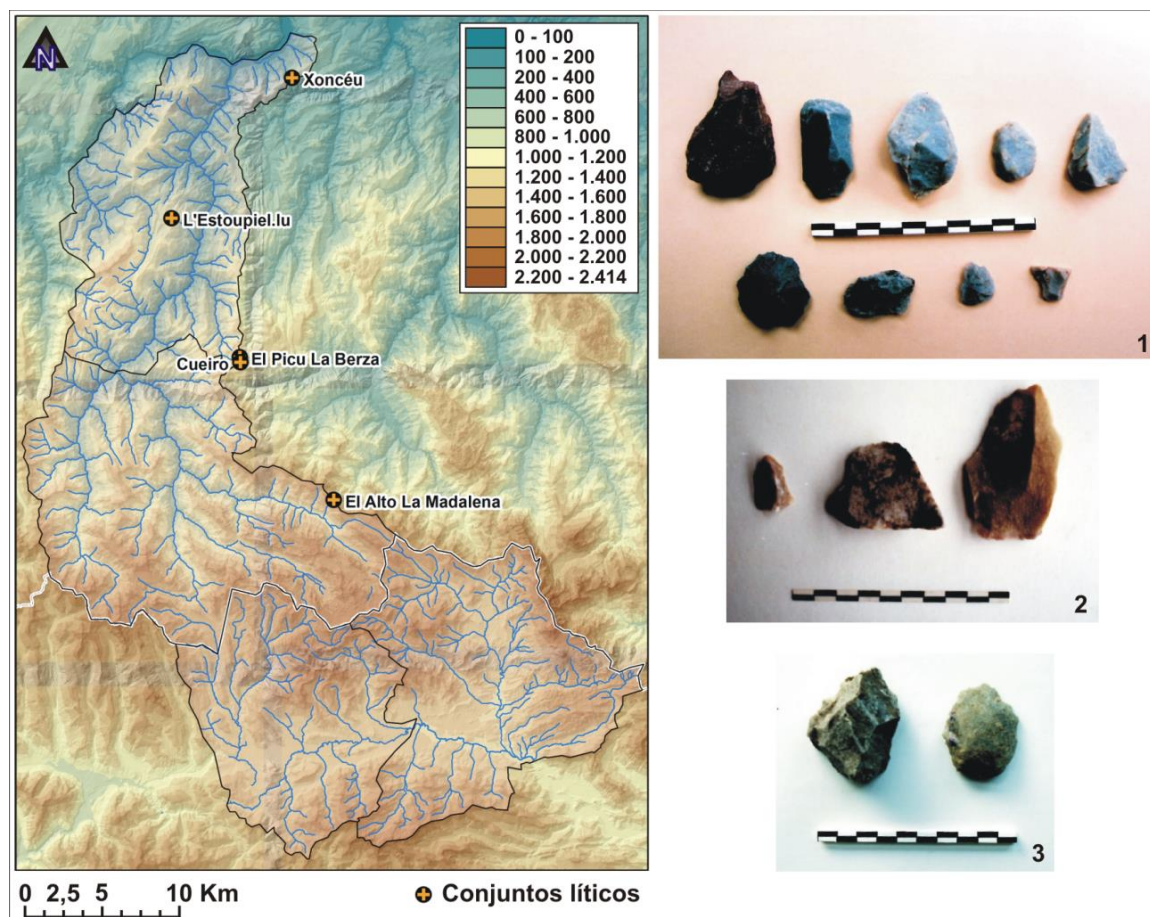 N
0 - 100
100 - 200
200 - 400
400 - 600
600 - 800
800 - 1.000
1.000 - 1.200
1.200 - 1.400
1.400 - 1.600
1.600 - 1.800
1.800 - 2.000
2.000 - 2.200
2.200 - 2.414
Xoncéu
L'Estoupiel.lu
Cueiro
El Picu La Berza
El Alto La Madalena
0 2,5 5 10 Km
Conjuntos líticos
1
2
3